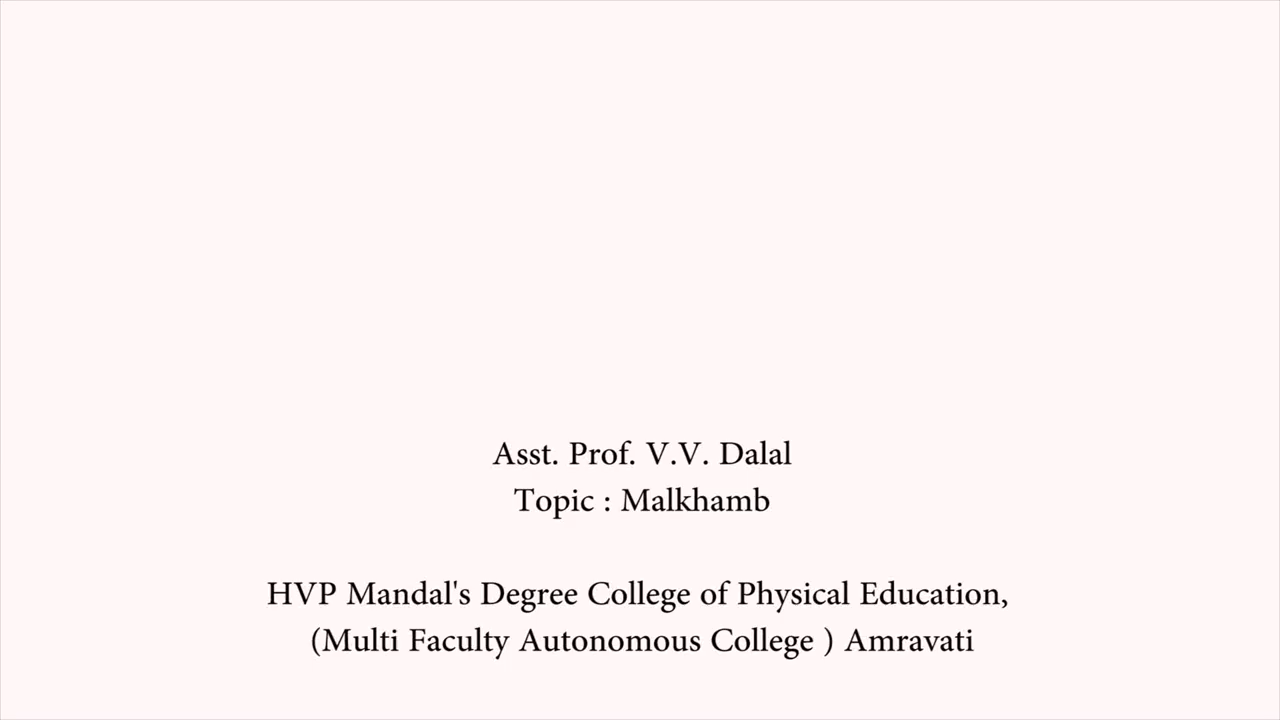 Asst. Prof. V.V. Dalal
Topic : Malkhamb
HVP Mandal's Degree College of Physical Education,
(Multi Faculty Autonomous College ) Amravati